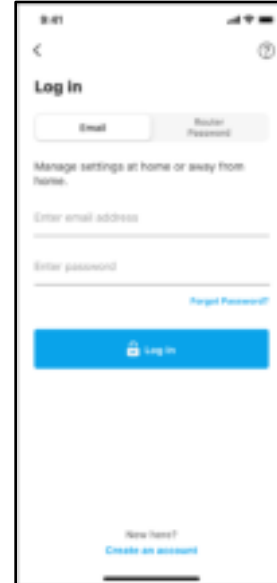 9:41
Log in
Email
Router
Password
Manage settings at home or away from
home.
Enter email address
Enter password
Forgot Password?
Log in
New here?
Create an account